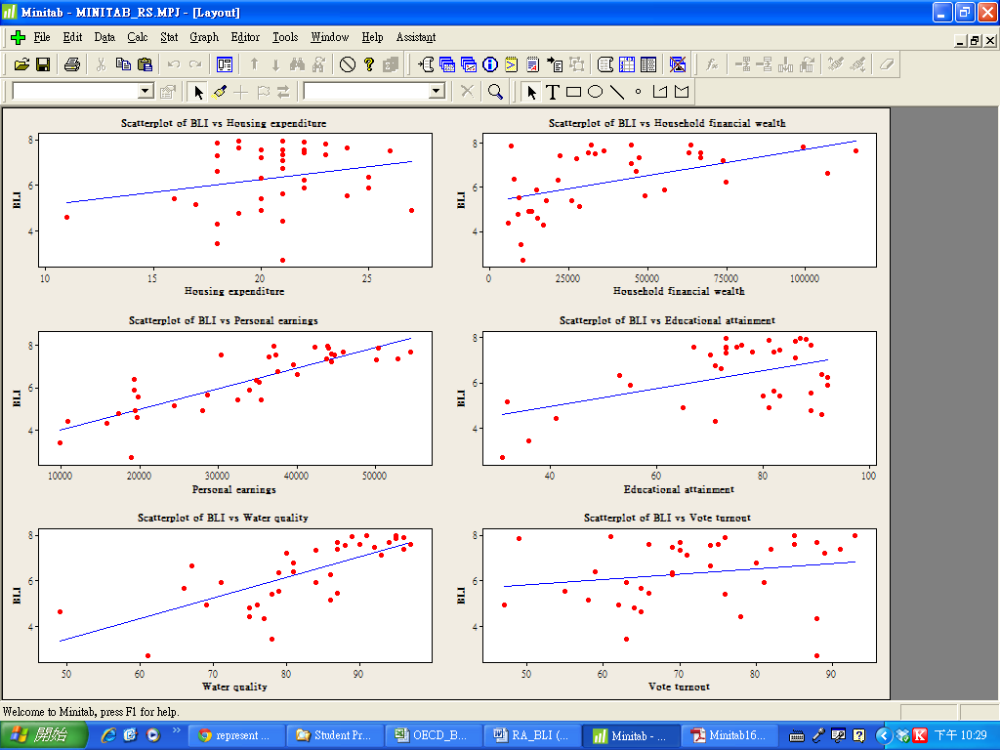 Minitab - MINITAB_RS.MPJ - [Layout]
File Edit Data Calc Stat Graph Editor Tools Window Help Assistant
Scatterplot of BLI vs Housing expenditure
8
6
4
BLI
10 15 20 25
Housing expenditure
Scatterplot of BLI vs Household financial wealth
8
6
4
BLI
0 25000 50000 75000 100000
Household financial wealth
Scatterplot of BLI vs Personal earnings
8
6
4
BLI
10000 20000 30000 40000 50000
Personal earnings
Scatterplot of BLI vs Educational attainment
8
6
4
BLI
40 60 80 100
Educational attainment
Scatterplot of BLI vs Water quality
8
6
4
BLI
50 60 70 80 90
Water quality
Scatterplot of BLI vs Vote turnout
8
6
4
BLI
50 60 70 80 90
Vote turnout
Welcome to Minitab, press F1 for help.
開始 represent ... Student Pr... OECD_B... RA_BLI (... Minitab - ... Minitab16... 下午 10:29